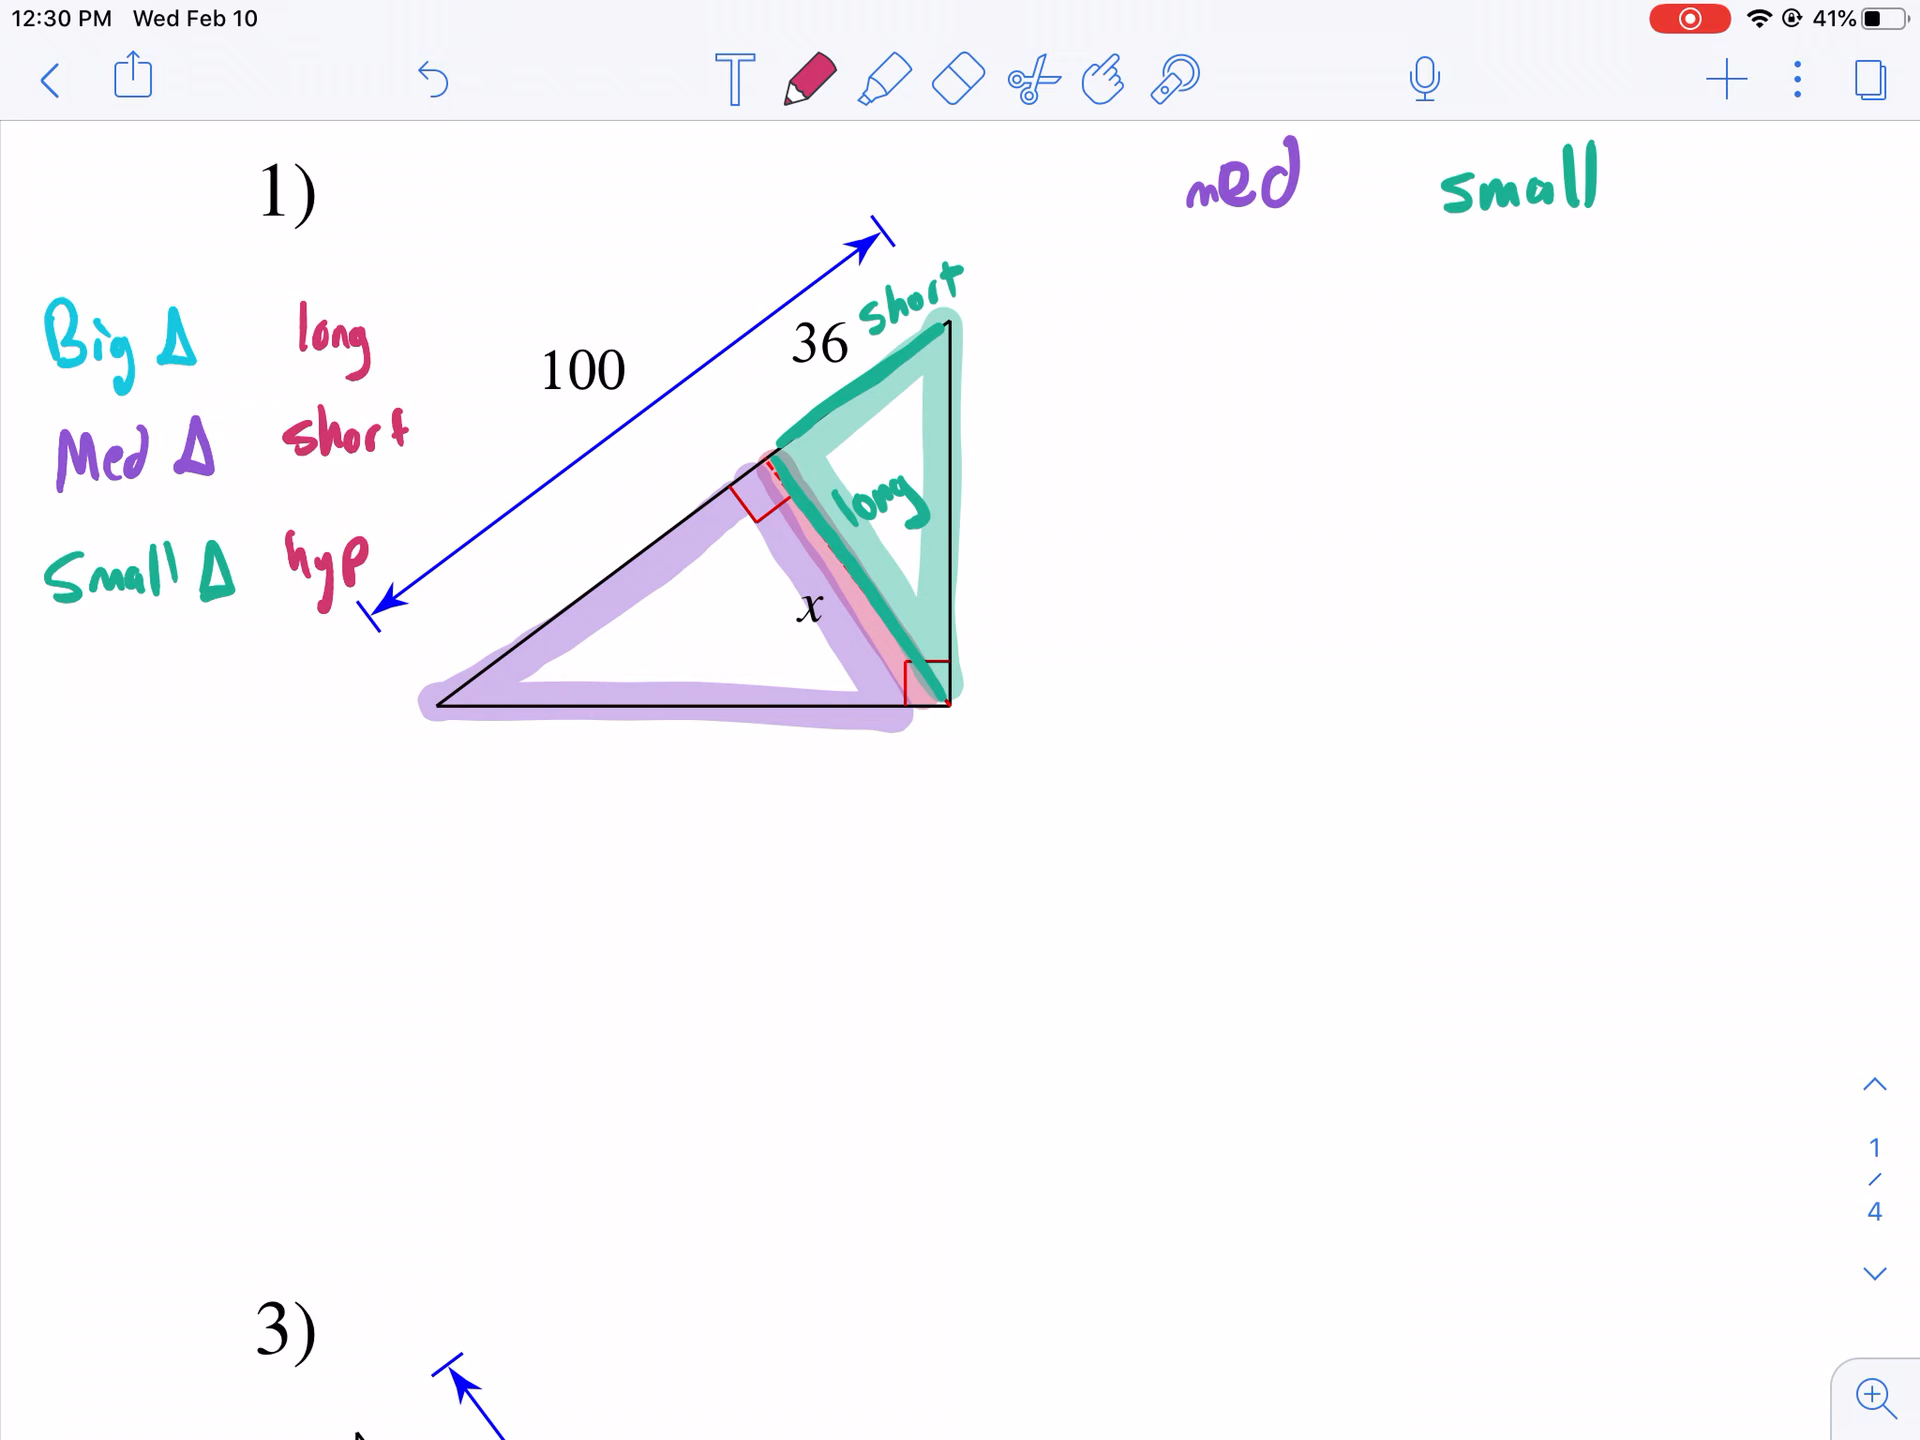 12:30 PM Wed Feb 10
41%
T
1)
med small
short
36
100
Big Δ long
Med Δ short
long
Small Δ hyp
x
1
/
4
3)